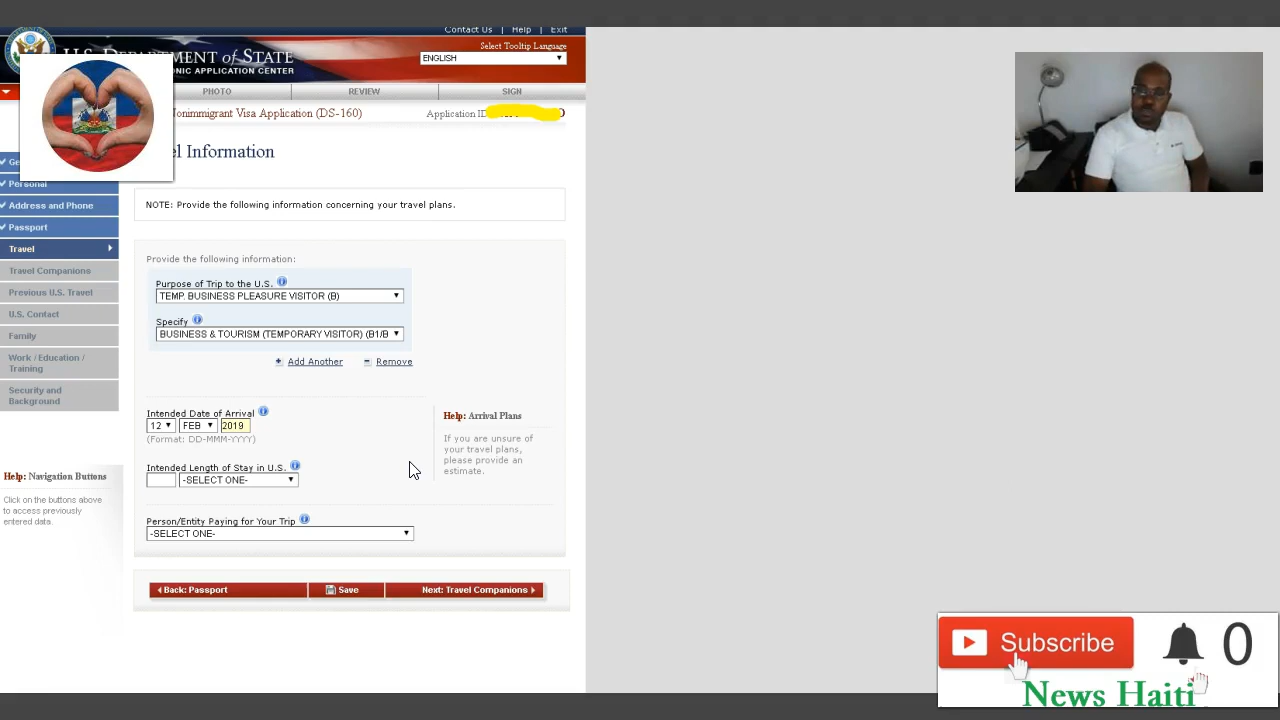 Contact Us | Help | Exit
Select Tooltip Language
U.S. DEPARTMENT of STATE
ENGLISH
APPLICATION CENTER
PHOTO
REVIEW
SIGN
Nonimmigrant Visa Application (DS-160)
Application ID
Information
NOTE: Provide the following information concerning your travel plans.
Personal
Address and Phone
Passport
Travel
Travel Companions
Previous U.S. Travel
U.S. Contact
Family
Work / Education /
Training
Security and
Background
Provide the following information:
Purpose of Trip to the U.S.
TEMP. BUSINESS PLEASURE VISITOR (B)
Specify
BUSINESS & TOURISM (TEMPORARY VISITOR) (B1/B
Add Another
Remove
Intended Date of Arrival
12 FEB 2019
(Format: DD-MMM-YYYY)
Help: Arrival Plans
If you are unsure of
your travel plans,
please provide an
estimate.
Intended Length of Stay in U.S.
-SELECT ONE-
Person/Entity Paying for Your Trip
-SELECT ONE-
Help: Navigation Buttons
Click on the buttons above
to access previously
entered data.
Back: Passport
Save
Next: Travel Companions
Subscribe
0
News Haiti